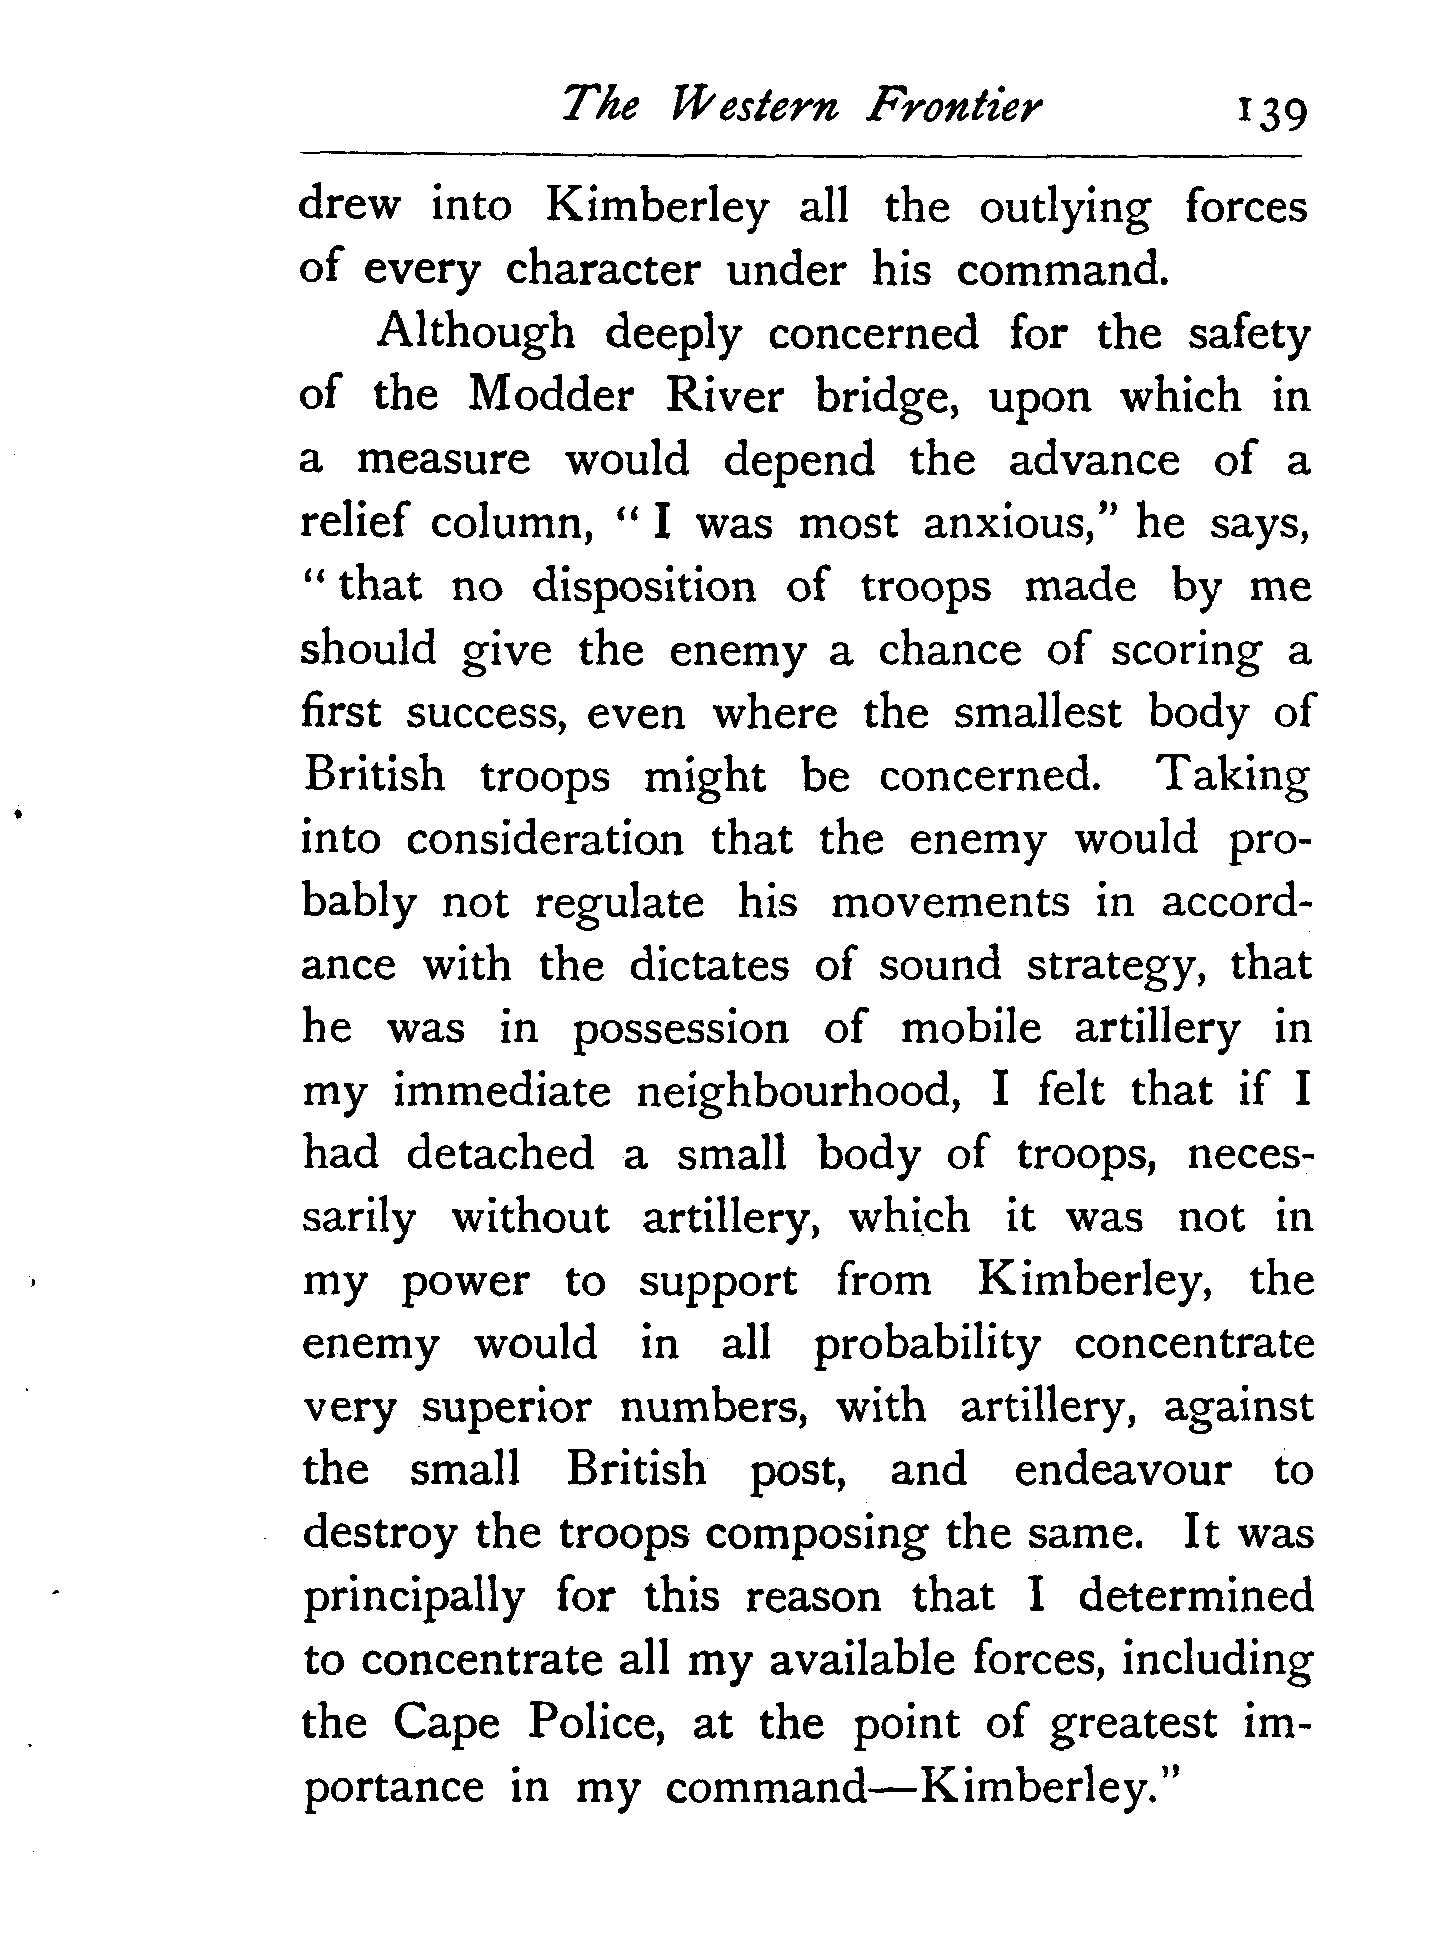 The Western Frontier 139
drew into Kimberley all the outlying forces
of every character under his command.
Although deeply concerned for the safety
of the Modder River bridge, upon which in
a measure would depend the advance of a
relief column, “ I was most anxious,” he says,
“ that no disposition of troops made by me
should give the enemy a chance of scoring a
first success, even where the smallest body of
British troops might be concerned. Taking
into consideration that the enemy would pro-
bably not regulate his movements in accord-
ance with the dictates of sound strategy, that
he was in possession of mobile artillery in
my immediate neighbourhood, I felt that if I
had detached a small body of troops, neces-
sarily without artillery, which it was not in
my power to support from Kimberley, the
enemy would in all probability concentrate
very superior numbers, with artillery, against
the small British post, and endeavour to
destroy the troops composing the same. It was
principally for this reason that I determined
to concentrate all my available forces, including
the Cape Police, at the point of greatest im-
portance in my command—Kimberley.”